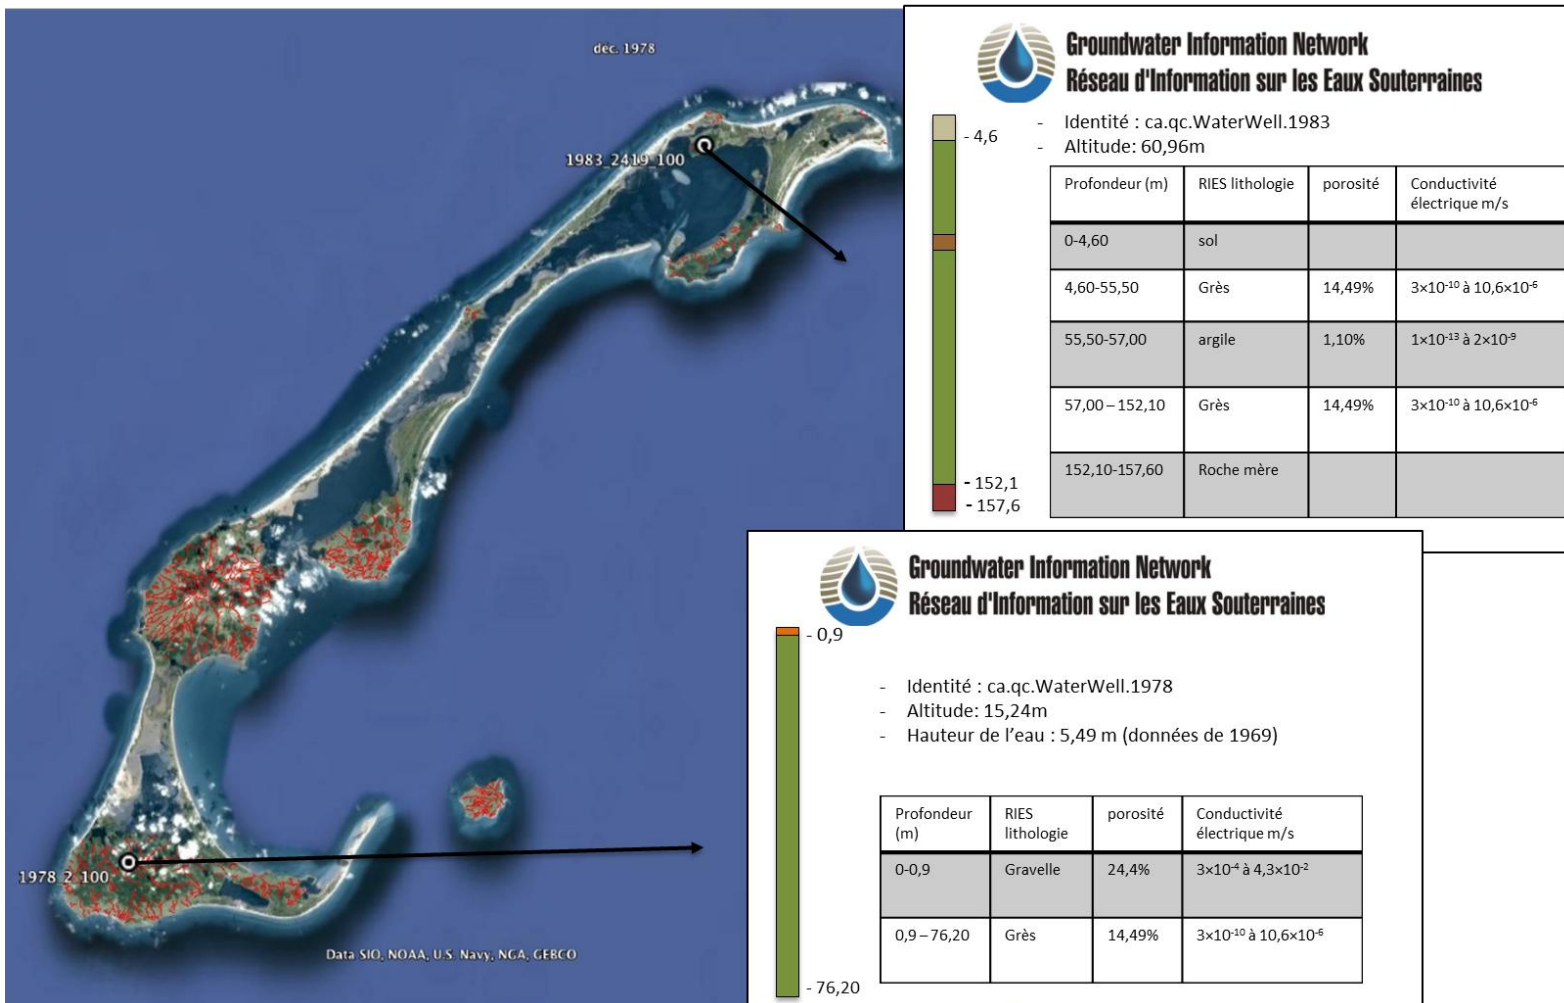 déc. 1978
1983_2419_100
1978_2_100
Data SIO, NOAA, U.S. Navy, NGA, GEBCO
Groundwater Information Network
Réseau d'Information sur les Eaux Souterraines
- 4,6
- 152,1
- 157,6
- Identité : ca.qc.WaterWell.1983
- Altitude: 60,96m
Profondeur (m) RIES lithologie porosité Conductivité électrique m/s
0-4,60 sol
4,60-55,50 Grès 14,49% 3×10⁻¹⁰ à 10,6×10⁻⁶
55,50-57,00 argile 1,10% 1×10⁻¹³ à 2×10⁻⁹
57,00 – 152,10 Grès 14,49% 3×10⁻¹⁰ à 10,6×10⁻⁶
152,10-157,60 Roche mère
Groundwater Information Network
Réseau d'Information sur les Eaux Souterraines
- 0,9
- 76,20
- Identité : ca.qc.WaterWell.1978
- Altitude: 15,24m
- Hauteur de l'eau : 5,49 m (données de 1969)
Profondeur (m) RIES lithologie porosité Conductivité électrique m/s
0-0,9 Gravelle 24,4% 3×10⁻⁴ à 4,3×10⁻²
0,9 – 76,20 Grès 14,49% 3×10⁻¹⁰ à 10,6×10⁻⁶